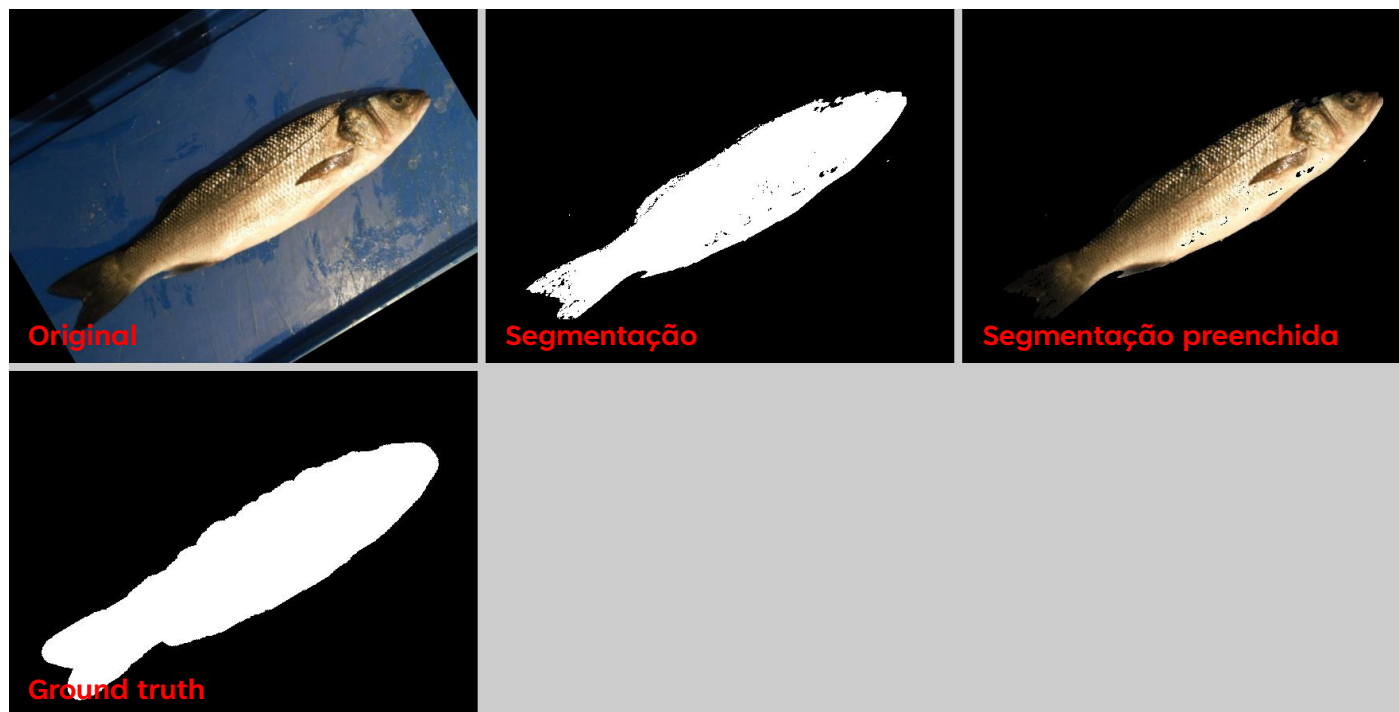 Original
Segmentação
Segmentação preenchida
Ground truth